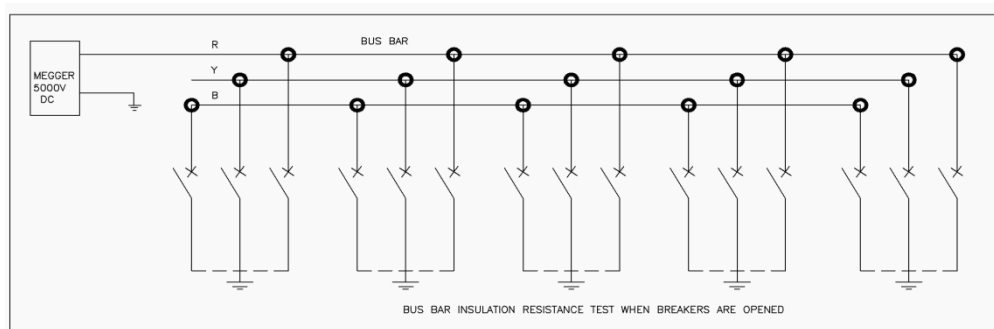 R
BUS BAR
MEGGER
5000V
DC
Y
B
BUS BAR INSULATION RESISTANCE TEST WHEN BREAKERS ARE OPENED